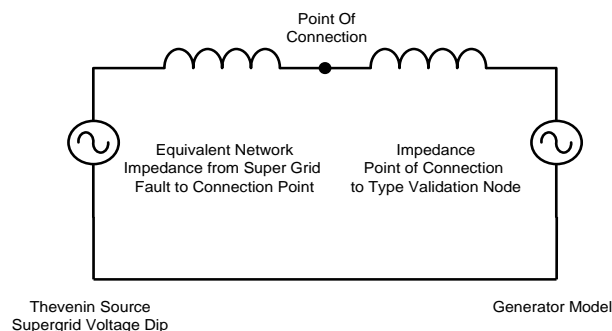 Point Of
Connection
Equivalent Network
Impedance from Super Grid
Fault to Connection Point
Impedance
Point of Connection
to Type Validation Node
Thevenin Source
Supergrid Voltage Dip
Generator Model